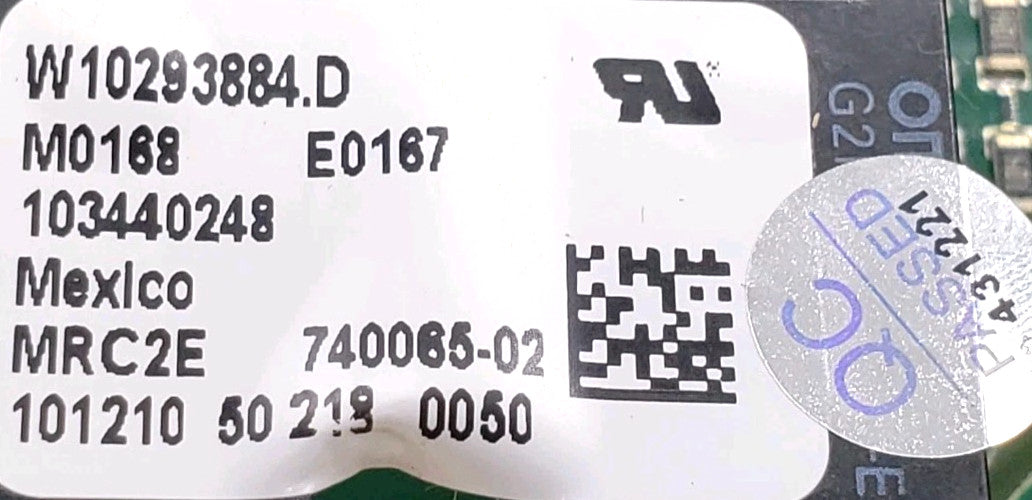 W10293884.D
M0168 E0167
103440248
Mexico
MRC2E 740065-02
101210 50 218 0050
QC
PASSED
431221